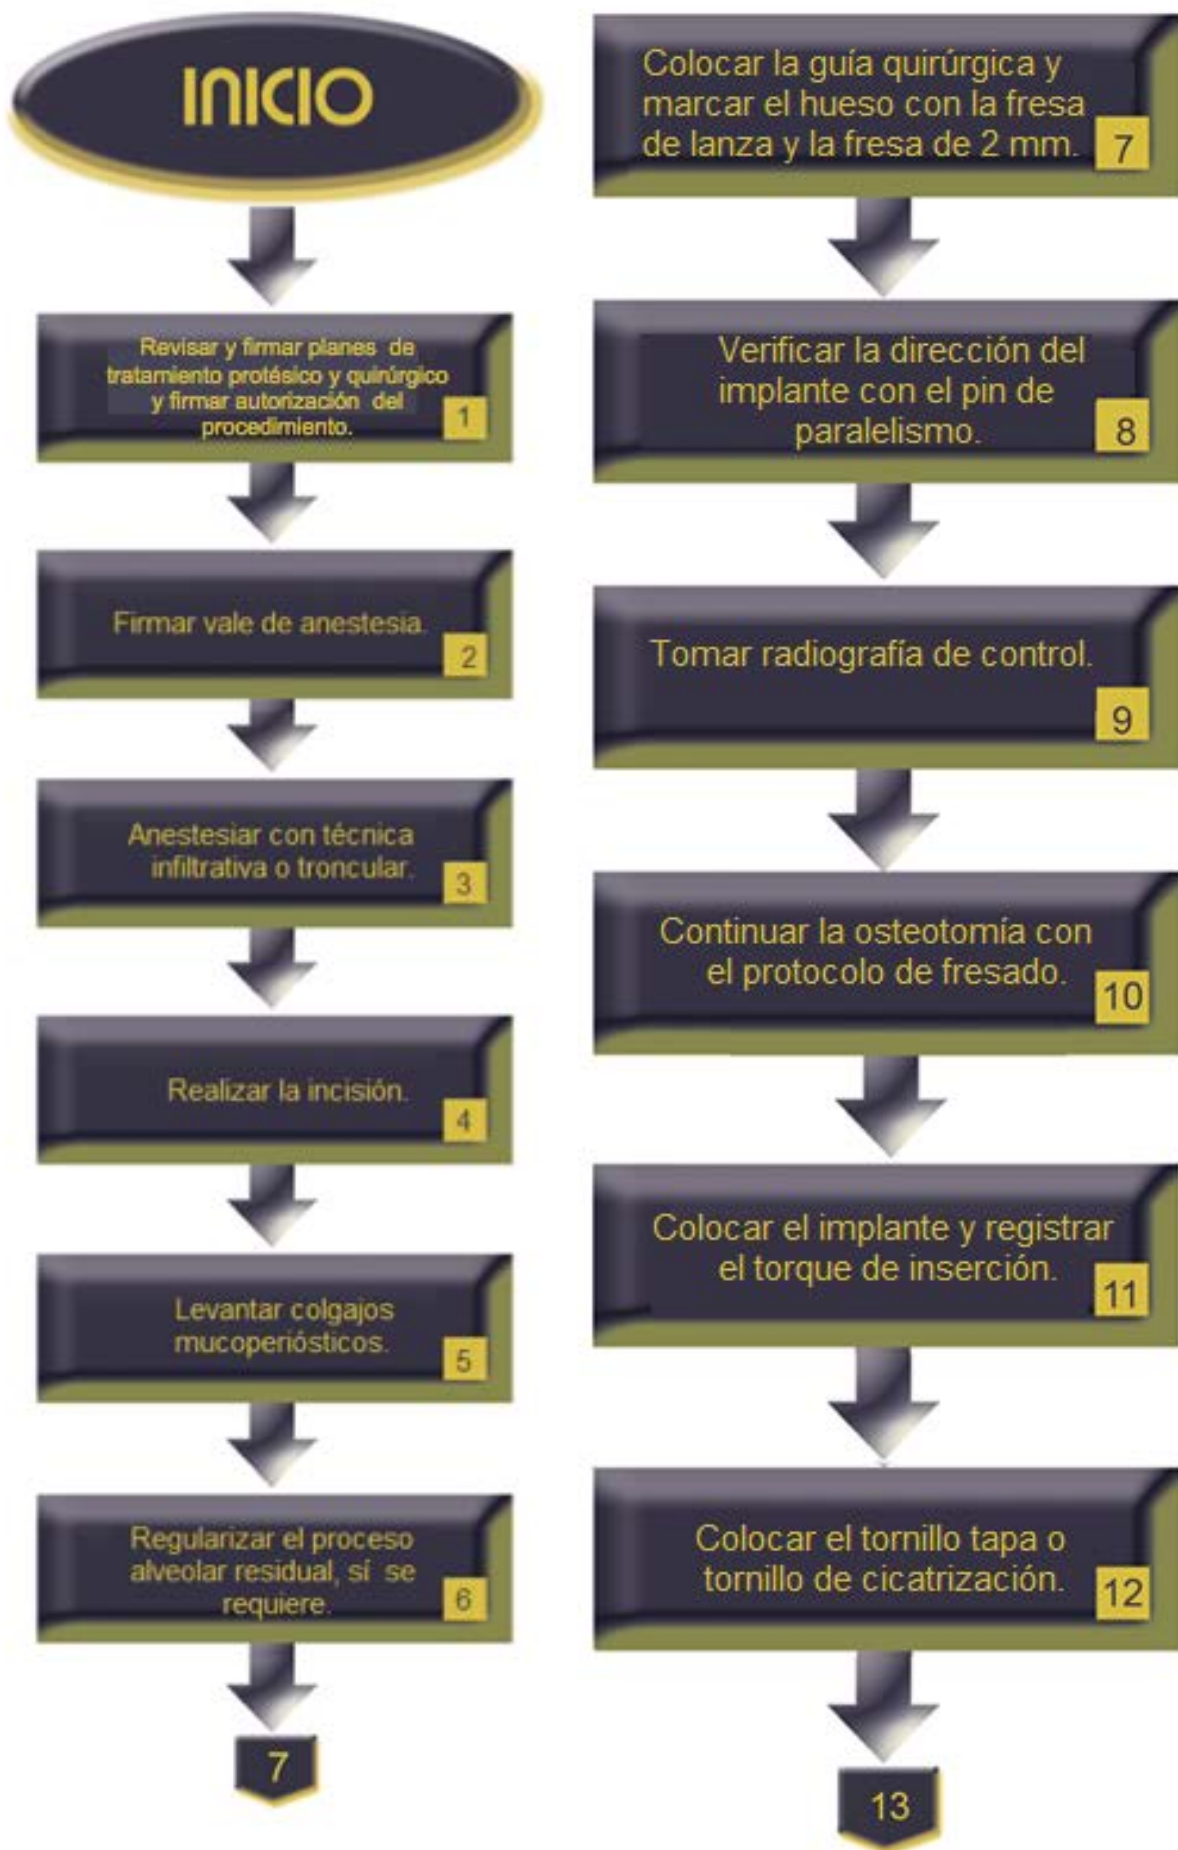 INICIO
Revisar y firmar planes de
tratamiento protésico y quirúrgico
y firmar autorización del
procedimiento.
1
Firmar vale de anestesia.
2
Anestesiar con técnica
infiltrativa o troncular.
3
Realizar la incisión.
4
Levantar colgajos
mucoperiósticos.
5
Regularizar el proceso
alveolar residual, sí se
requiere.
6
7
Colocar la guía quirúrgica y
marcar el hueso con la fresa
de lanza y la fresa de 2 mm.
7
Verificar la dirección del
implante con el pin de
paralelismo.
8
Tomar radiografía de control.
9
Continuar la osteotomía con
el protocolo de fresado.
10
Colocar el implante y registrar
el torque de inserción.
11
Colocar el tornillo tapa o
tornillo de cicatrización.
12
13